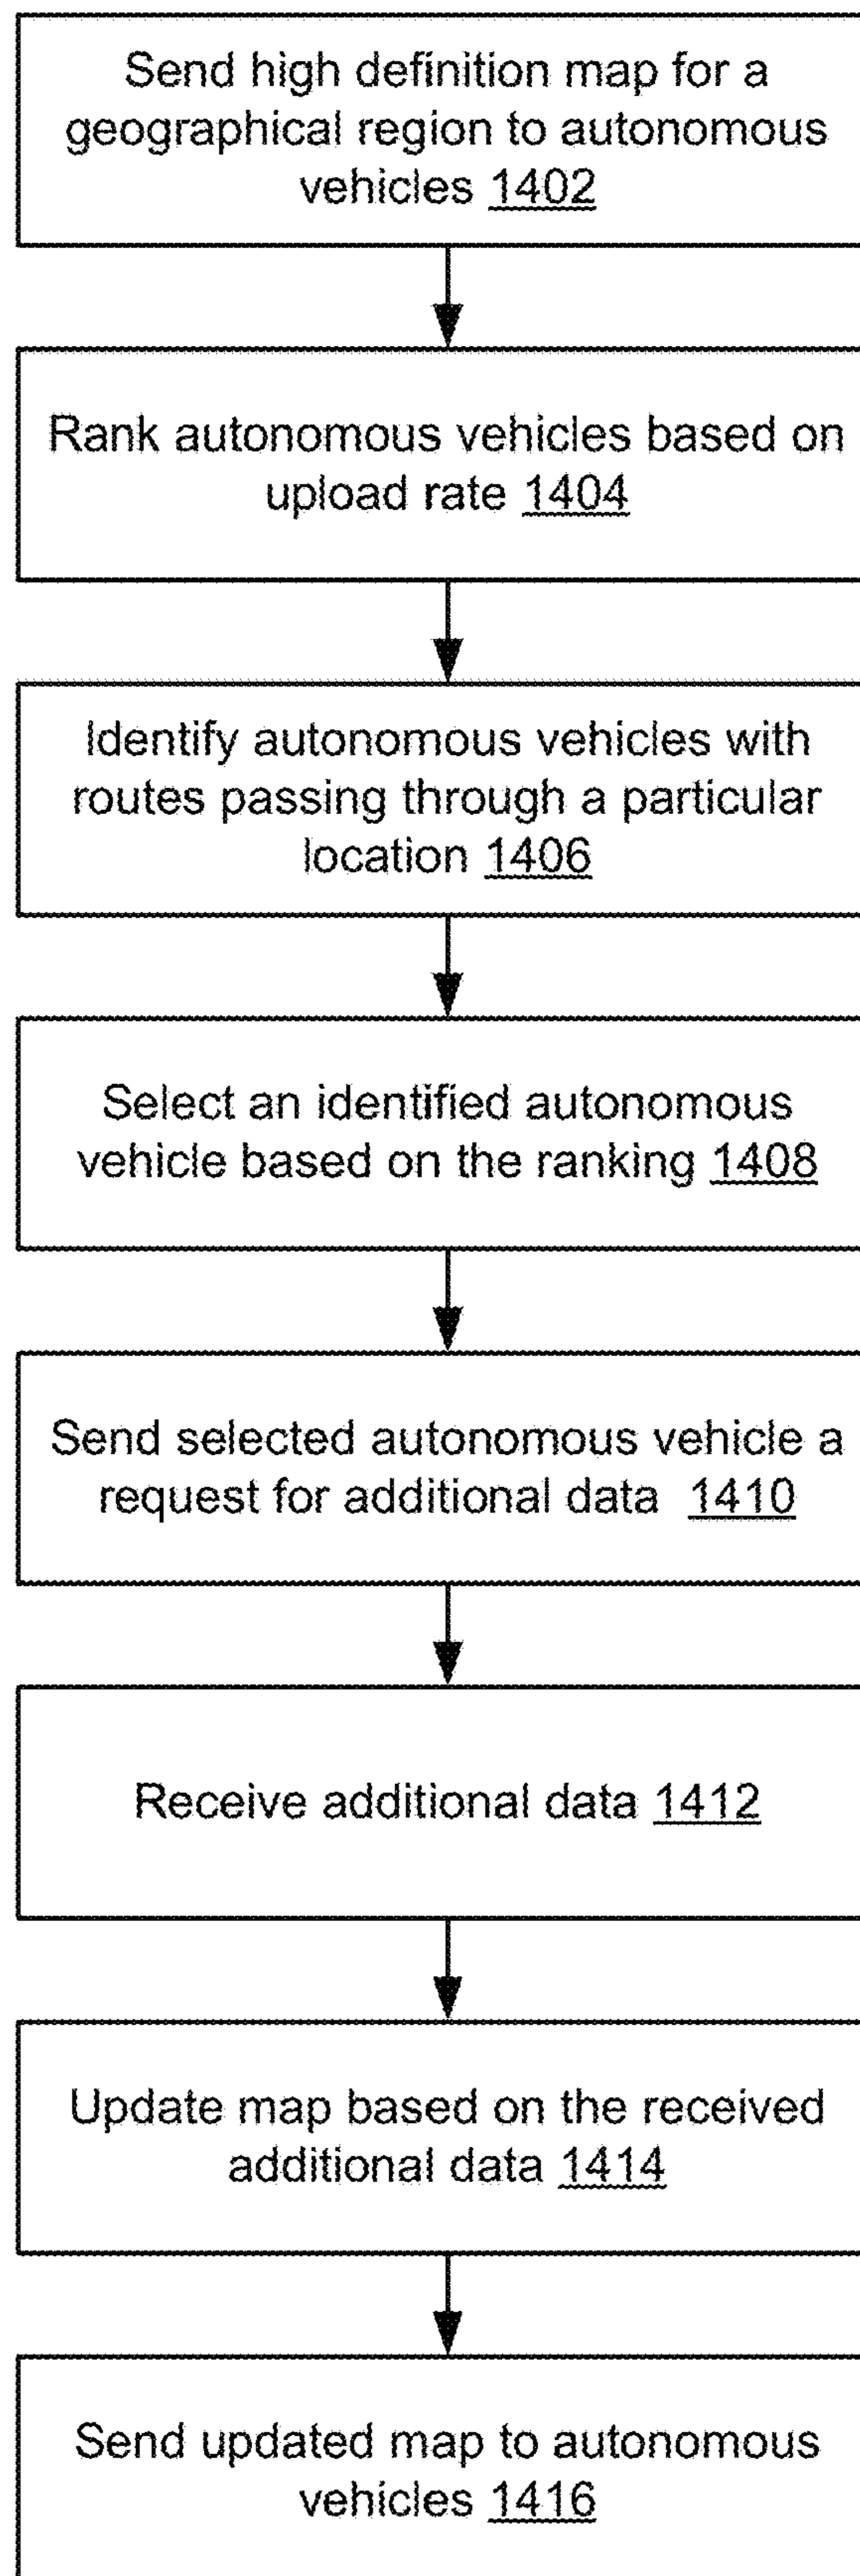 Send high definition map for a
geographical region to autonomous
vehicles 1402
Rank autonomous vehicles based on
upload rate 1404
Identify autonomous vehicles with
routes passing through a particular
location 1406
Select an identified autonomous
vehicle based on the ranking 1408
Send selected autonomous vehicle a
request for additional data 1410
Receive additional data 1412
Update map based on the received
additional data 1414
Send updated map to autonomous
vehicles 1416